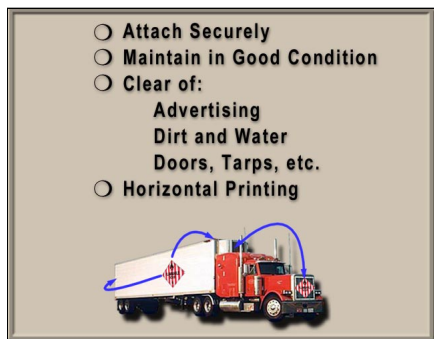 Attach Securely
Maintain in Good Condition
Clear of:
Advertising
Dirt and Water
Doors, Tarps, etc.
Horizontal Printing